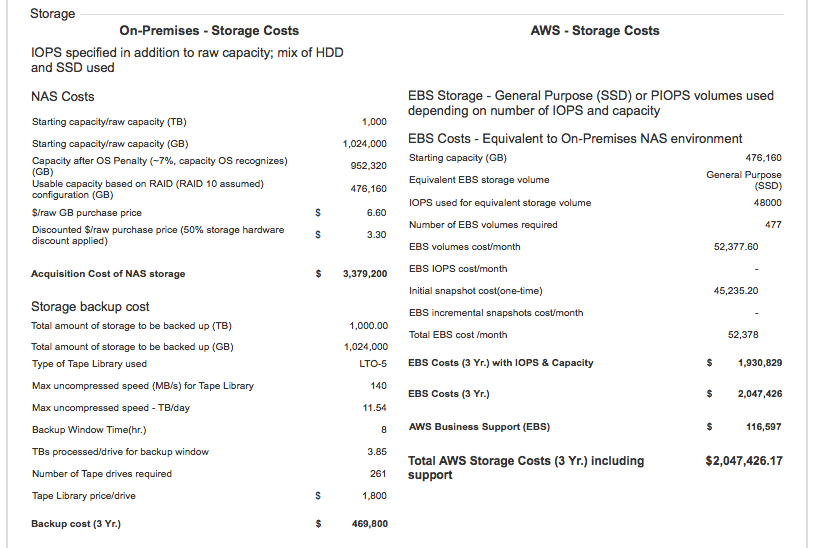 Storage
On-Premises - Storage Costs
IOPS specified in addition to raw capacity; mix of HDD
and SSD used
NAS Costs
Starting capacity/raw capacity (TB) 1,000
Starting capacity/raw capacity (GB) 1,024,000
Capacity after OS Penalty (~7%, capacity OS recognizes)
(GB) 952,320
Usable capacity based on RAID (RAID 10 assumed)
configuration (GB) 476,160
$/raw GB purchase price $ 6.60
Discounted $/raw purchase price (50% storage hardware
discount applied) $ 3.30
Acquisition Cost of NAS storage $ 3,379,200
Storage backup cost
Total amount of storage to be backed up (TB) 1,000.00
Total amount of storage to be backed up (GB) 1,024,000
Type of Tape Library used LTO-5
Max uncompressed speed (MB/s) for Tape Library 140
Max uncompressed speed - TB/day 11.54
Backup Window Time(hr.) 8
TBs processed/drive for backup window 3.85
Number of Tape drives required 261
Tape Library price/drive $ 1,800
Backup cost (3 Yr.) $ 469,800
AWS - Storage Costs
EBS Storage - General Purpose (SSD) or PIOPS volumes used
depending on number of IOPS and capacity
EBS Costs - Equivalent to On-Premises NAS environment
Starting capacity (GB) 476,160
Equivalent EBS storage volume General Purpose
(SSD)
IOPS used for equivalent storage volume 48000
Number of EBS volumes required 477
EBS volumes cost/month 52,377.60
EBS IOPS cost/month -
Initial snapshot cost(one-time) 45,235.20
EBS incremental snapshots cost/month -
Total EBS cost /month 52,378
EBS Costs (3 Yr.) with IOPS & Capacity $ 1,930,829
EBS Costs (3 Yr.) $ 2,047,426
AWS Business Support (EBS) $ 116,597
Total AWS Storage Costs (3 Yr.) including $2,047,426.17
support